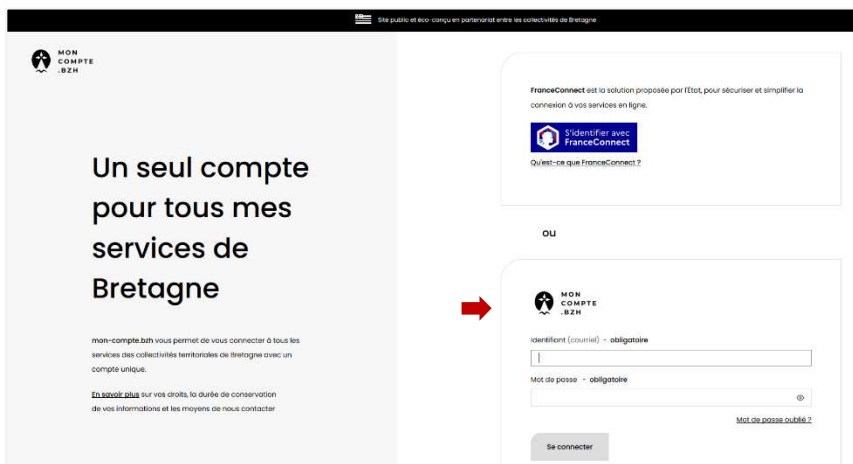 Site public et éco-conçu en partenariat entre les collectivités de Bretagne
MON
COMPTE
.BZH
Un seul compte
pour tous mes
services de
Bretagne
mon-compte.bzh vous permet de vous connecter à tous les
services des collectivités territoriales de Bretagne avec un
compte unique.
En savoir plus sur vos droits, la durée de conservation
de vos informations et les moyens de nous contacter
FranceConnect est la solution proposée par l'État, pour sécuriser et simplifier la
connexion à vos services en ligne.
S'identifier avec
FranceConnect
Qu'est-ce que FranceConnect ?
ou
MON
COMPTE
.BZH
Identifiant (courriel) - obligatoire
Mot de passe - obligatoire
Mot de passe oublié ?
Se connecter